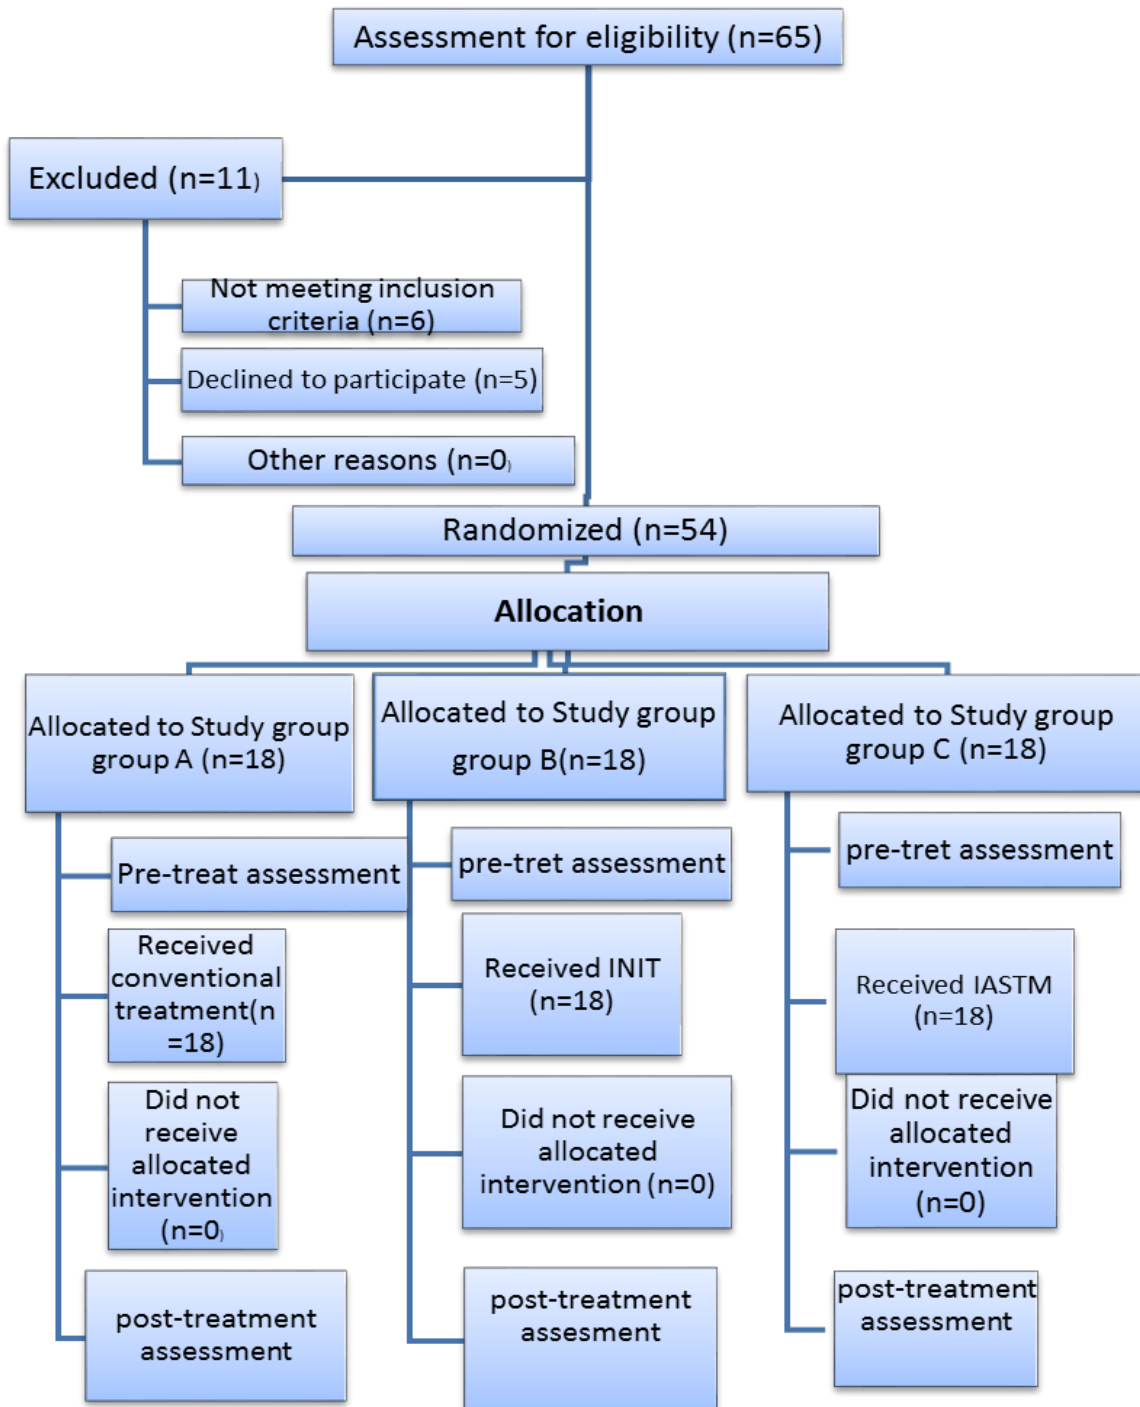 Assessment for eligibility (n=65)
Excluded (n=11)
Not meeting inclusion
criteria (n=6)
Declined to participate (n=5)
Other reasons (n=0)
Randomized (n=54)
Allocation
Allocated to Study group
group A (n=18)
Pre-treat assessment
Received
conventional
treatment(n
=18)
Did not
receive
allocated
intervention
(n=0)
post-treatment
assessment
Allocated to Study group
group B(n=18)
pre-tret assessment
Received INIT
(n=18)
Did not receive
allocated
intervention (n=0)
post-treatment
assesment
Allocated to Study group
group C (n=18)
pre-tret assessment
Received IASTM
(n=18)
Did not receive
allocated
intervention
(n=0)
post-treatment
assessment